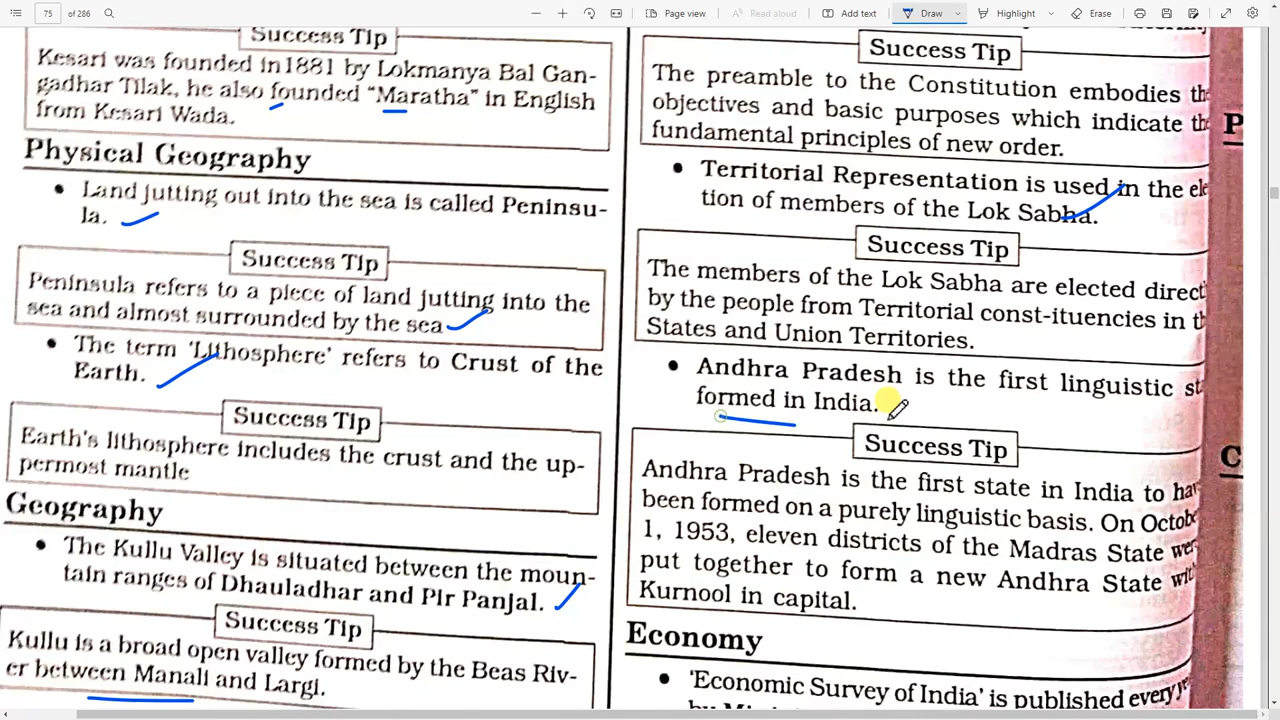 75 of 286
Page view
Read aloud
Add text
Draw
Highlight
Erase
Success Tip
Kesari was founded in1881 by Lokmanya Bal Gan-
gadhar Tilak, he also founded "Maratha" in English
from Kesari Wada.
Physical Geography
• Land jutting out into the sea is called Peninsu-
la.
Success Tip
Peninsula refers to a piece of land jutting into the
sea and almost surrounded by the sea
• The term 'Lithosphere' refers to Crust of the
Earth.
Success Tip
Earth's lithosphere includes the crust and the up-
permost mantle
Geography
• The Kullu Valley is situated between the moun-
tain ranges of Dhauladhar and Pir Panjal.
Success Tip
Kullu is a broad open valley formed by the Beas Riv-
er between Manali and Largi.
Success Tip
The preamble to the Constitution embodies th
objectives and basic purposes which indicate th
fundamental principles of new order.
• Territorial Representation is used in the ele
tion of members of the Lok Sabha.
Success Tip
The members of the Lok Sabha are elected direct
by the people from Territorial const-ituencies in th
States and Union Territories.
• Andhra Pradesh is the first linguistic st
formed in India.
Success Tip
Andhra Pradesh is the first state in India to hav
been formed on a purely linguistic basis. On Octobe
1, 1953, eleven districts of the Madras State wer
put together to form a new Andhra State wit
Kurnool in capital.
Economy
• 'Economic Survey of India' is published every ye
P
C